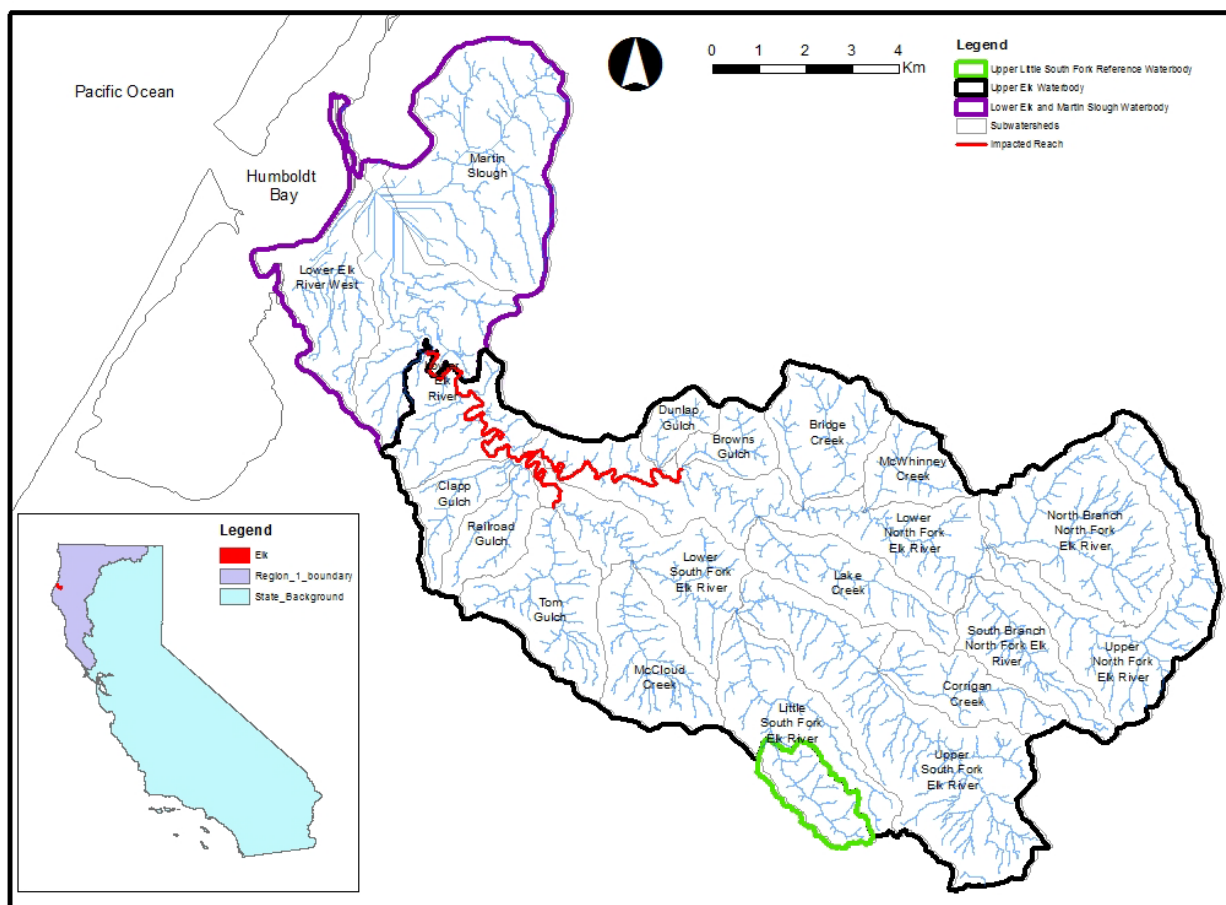 Pacific Ocean
Humboldt
Bay
0 1 2 3 4
Km
Legend
Upper Little South Fork Reference Waterbody
Upper Elk Waterbody
Lower Elk and Martin Slough Waterbody
Subwatersheds
Impacted Reach
Martin
Slough
Lower Elk
River West
Lower
Elk
River
Dunlap
Gulch
Browns
Gulch
Bridge
Creek
McWhinney
Creek
Clapp
Gulch
Railroad
Gulch
Lower
North Fork
Elk River
North Branch
North Fork
Elk River
Lower
South Fork
Elk River
Lake
Creek
Tom
Gulch
South Branch
North Fork Elk
River
Upper
North Fork
Elk River
McCloud
Creek
Corrigan
Creek
Little
South Fork
Elk River
Upper
South Fork
Elk River
Legend
Elk
Region_1_boundary
State_Background